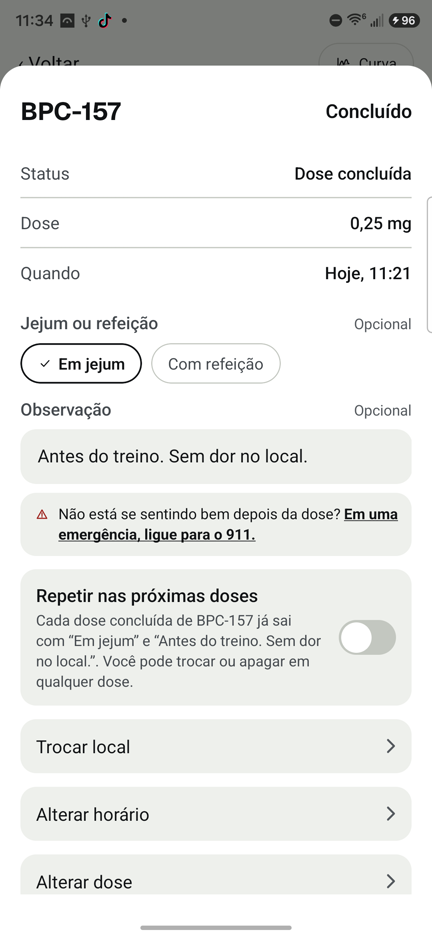 11:34
96
‹ Voltar
Curva
BPC-157
Concluído
Status
Dose concluída
Dose
0,25 mg
Quando
Hoje, 11:21
Jejum ou refeição
Opcional
Em jejum
Com refeição
Observação
Opcional
Antes do treino. Sem dor no local.
Não está se sentindo bem depois da dose? Em uma
emergência, ligue para o 911.
Repetir nas próximas doses
Cada dose concluída de BPC-157 já sai
com “Em jejum” e “Antes do treino. Sem dor
no local.”. Você pode trocar ou apagar em
qualquer dose.
Trocar local
Alterar horário
Alterar dose